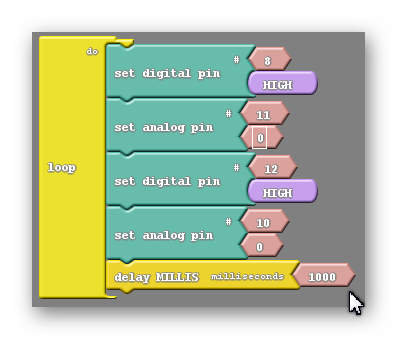 do
set digital pin # 8
HIGH
set analog pin # 11
0
loop
set digital pin # 12
HIGH
set analog pin # 10
0
delay MILLIS milliseconds 1000